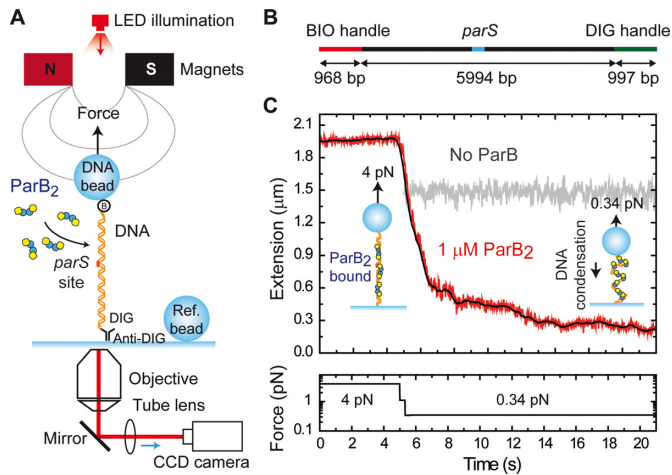 A
LED illumination
N
S
Magnets
Force
DNA
bead
ParB2
B
DNA
parS
site
DIG
Anti-DIG
Ref.
bead
Objective
Tube lens
Mirror
CCD camera
B
BIO handle
parS
DIG handle
968 bp
5994 bp
997 bp
C
Extension (μm)
2.1
1.8
1.5
1.2
0.9
0.6
0.3
0.0
No ParB
4 pN
0.34 pN
1 μM ParB2
ParB2
bound
DNA
condensation
Force (pN)
1
0.1
4 pN
0.34 pN
0 2 4 6 8 10 12 14 16 18 20
Time (s)